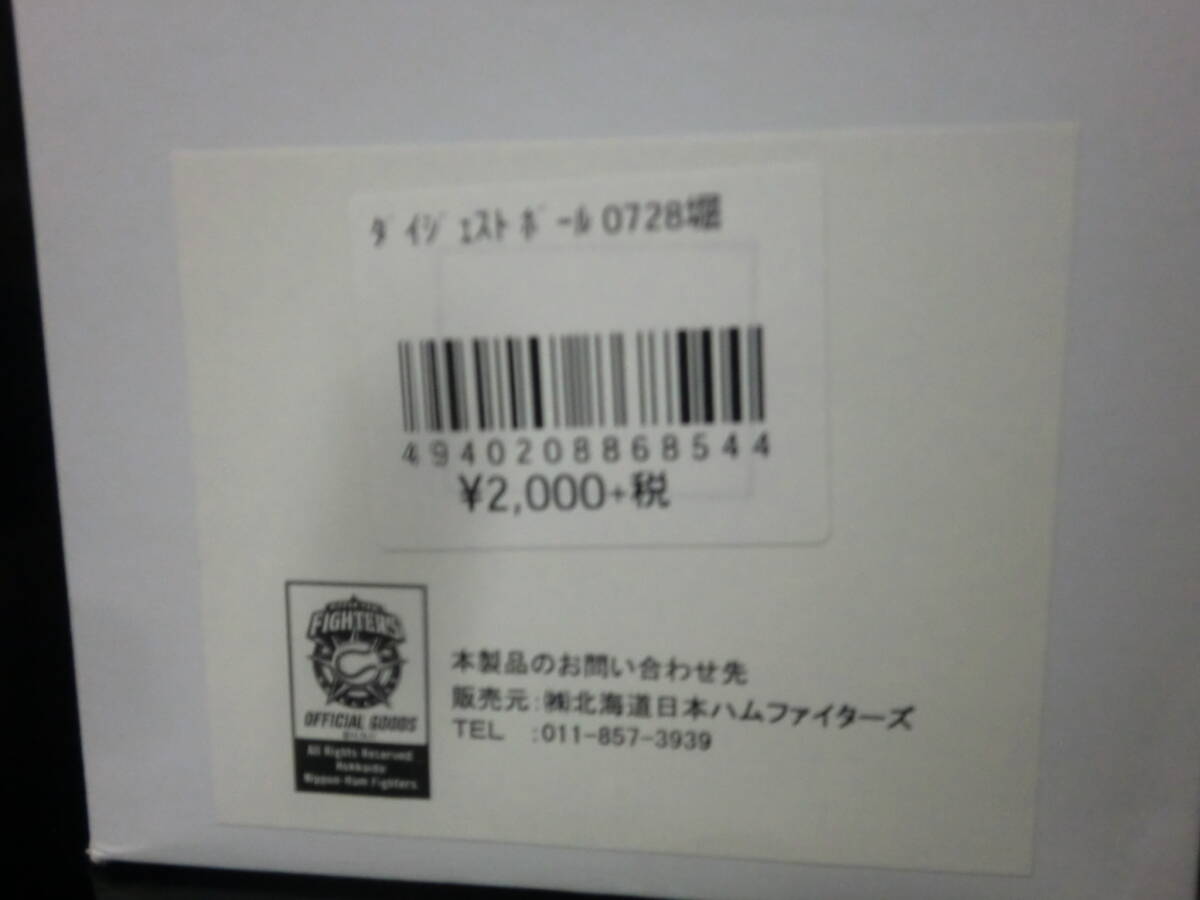 ﾀﾞｲｼﾞｪｽﾄﾎﾞｰﾙ0728堀
4940208868544
¥2,000+税
FIGHTERS
OFFICIAL GOODS
All Rights Reserved
Hokkaido
Nippon-Ham Fighters
本製品のお問い合わせ先
販売元:㈱北海道日本ハムファイターズ
TEL :011-857-3939